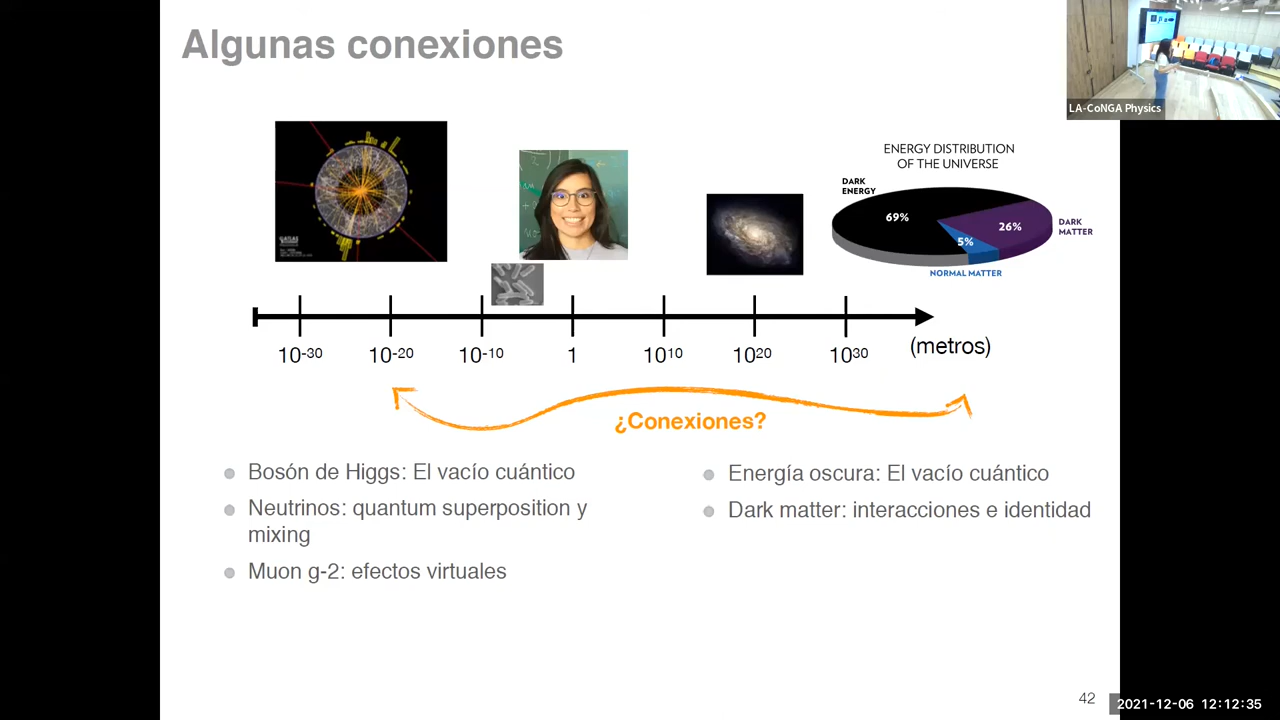 Algunas conexiones
LA-CoNGA Physics
ENERGY DISTRIBUTION
OF THE UNIVERSE
DARK
ENERGY
69%
26%
DARK
MATTER
5%
NORMAL MATTER
10-30
10-20
10-10
1
1010
1020
1030
(metros)
¿Conexiones?
Bosón de Higgs: El vacío cuántico
Neutrinos: quantum superposition y
mixing
Muon g-2: efectos virtuales
Energía oscura: El vacío cuántico
Dark matter: interacciones e identidad
42
2021-12-06 12:12:35